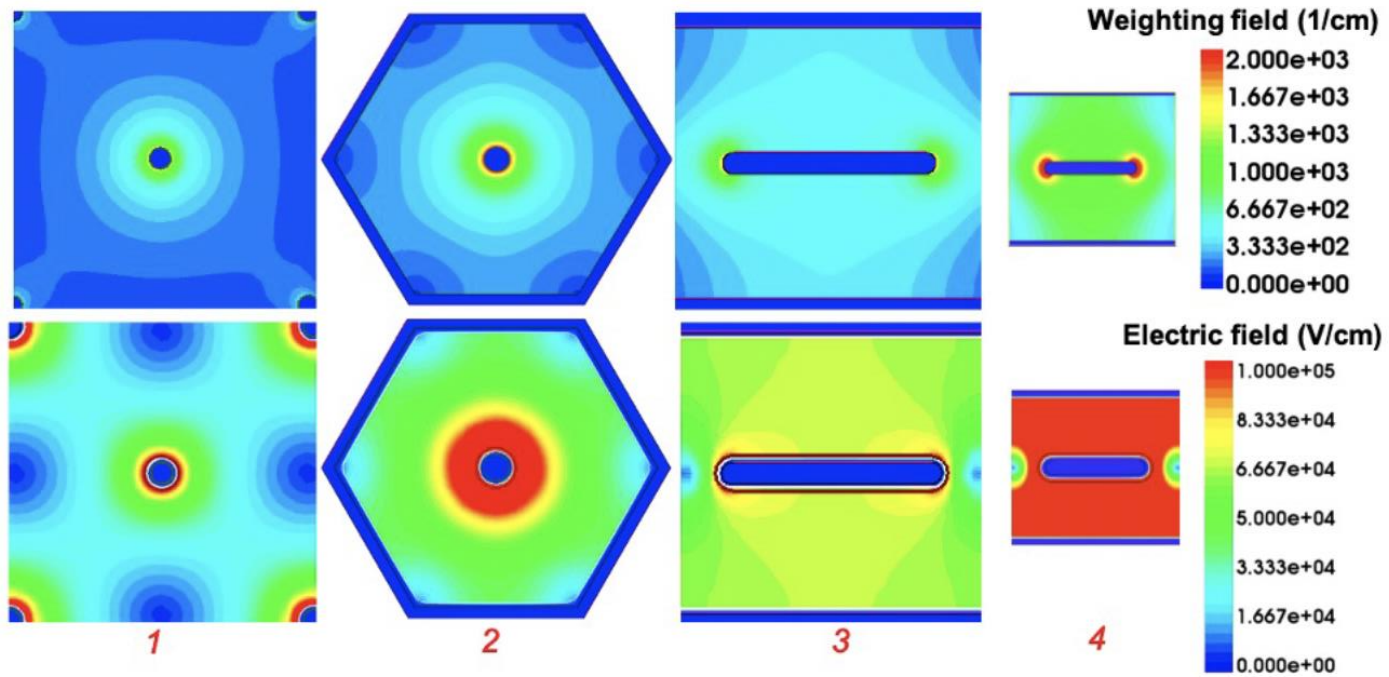 Weighting field (1/cm)
2.000e+03
1.667e+03
1.333e+03
1.000e+03
6.667e+02
3.333e+02
0.000e+00
Electric field (V/cm)
1.000e+05
8.333e+04
6.667e+04
5.000e+04
3.333e+04
1.667e+04
0.000e+00
1 2 3 4